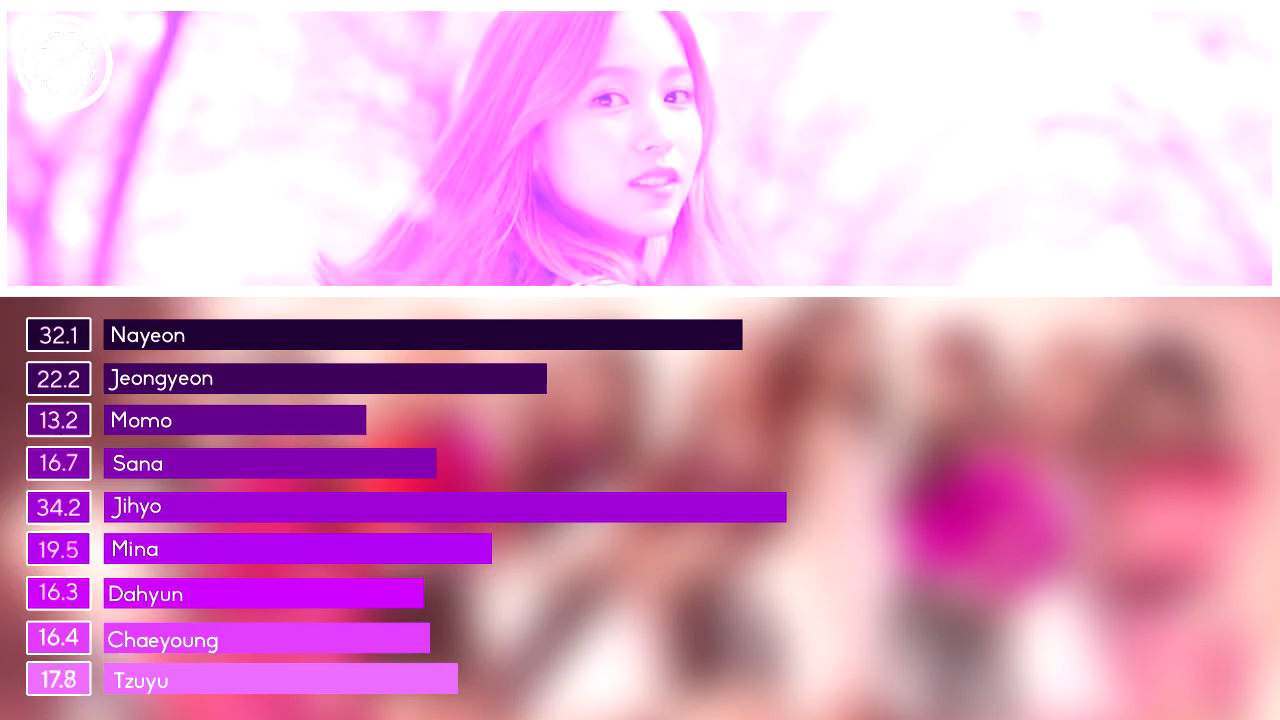 32.1 Nayeon
22.2 Jeongyeon
13.2 Momo
16.7 Sana
34.2 Jihyo
19.5 Mina
16.3 Dahyun
16.4 Chaeyoung
17.8 Tzuyu